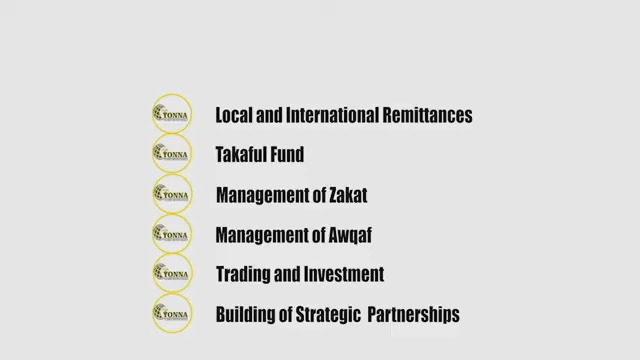 TONNA
Local and International Remittances
TONNA
Takaful Fund
TONNA
Management of Zakat
TONNA
Management of Awqaf
TONNA
Trading and Investment
TONNA
Building of Strategic Partnerships